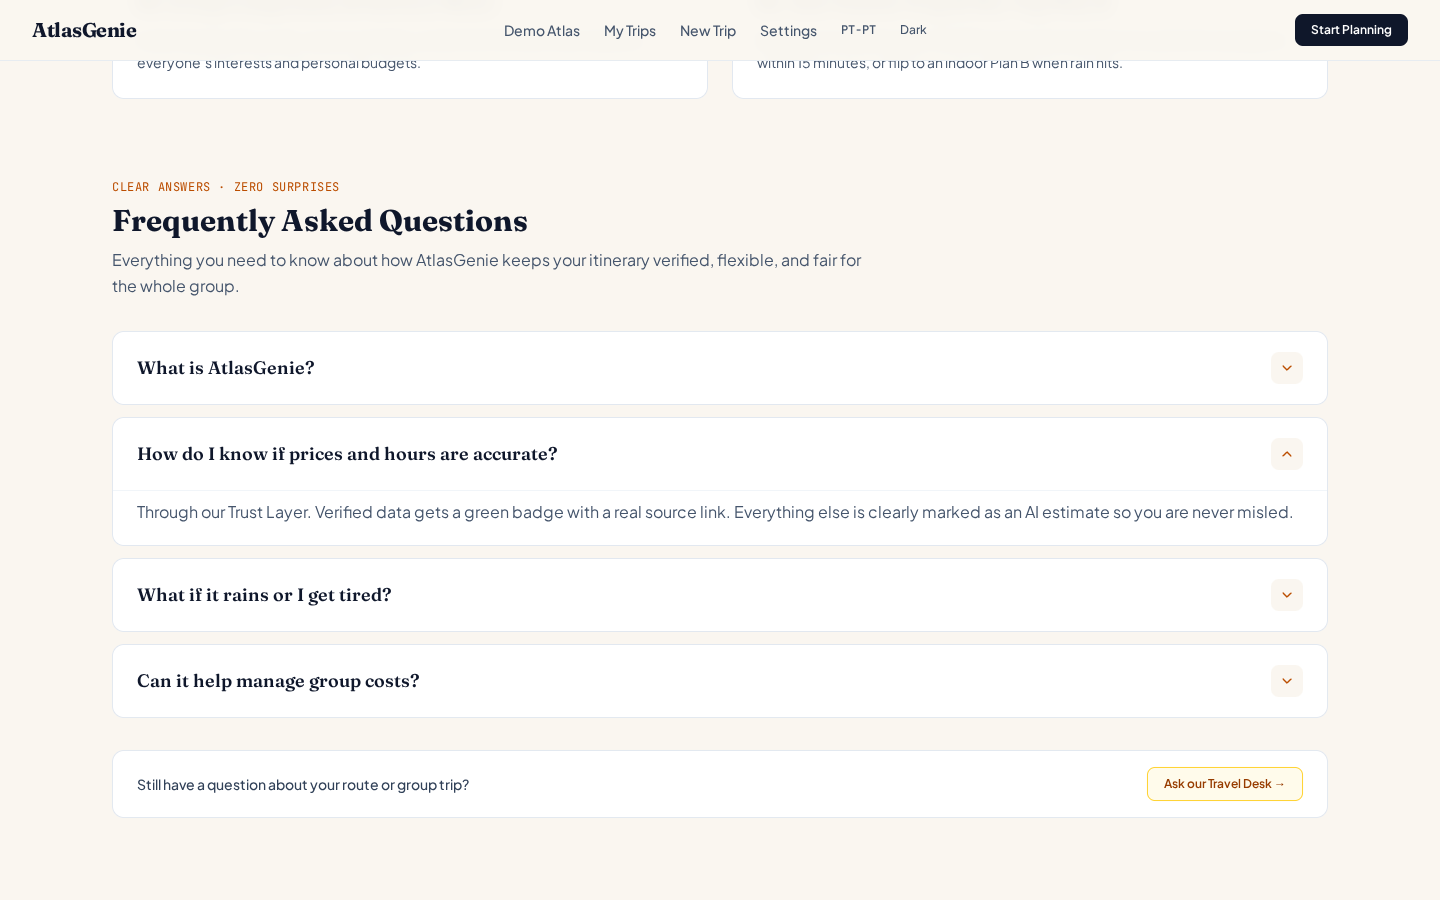 AtlasGenie
Demo Atlas
My Trips
New Trip
Settings
PT-PT
Dark
Start Planning
everyone's interests and personal budgets.
within 15 minutes, or flip to an indoor Plan B when rain hits.
CLEAR ANSWERS · ZERO SURPRISES
Frequently Asked Questions
Everything you need to know about how AtlasGenie keeps your itinerary verified, flexible, and fair for
the whole group.
What is AtlasGenie?
How do I know if prices and hours are accurate?
Through our Trust Layer. Verified data gets a green badge with a real source link. Everything else is clearly marked as an AI estimate so you are never misled.
What if it rains or I get tired?
Can it help manage group costs?
Still have a question about your route or group trip?
Ask our Travel Desk →